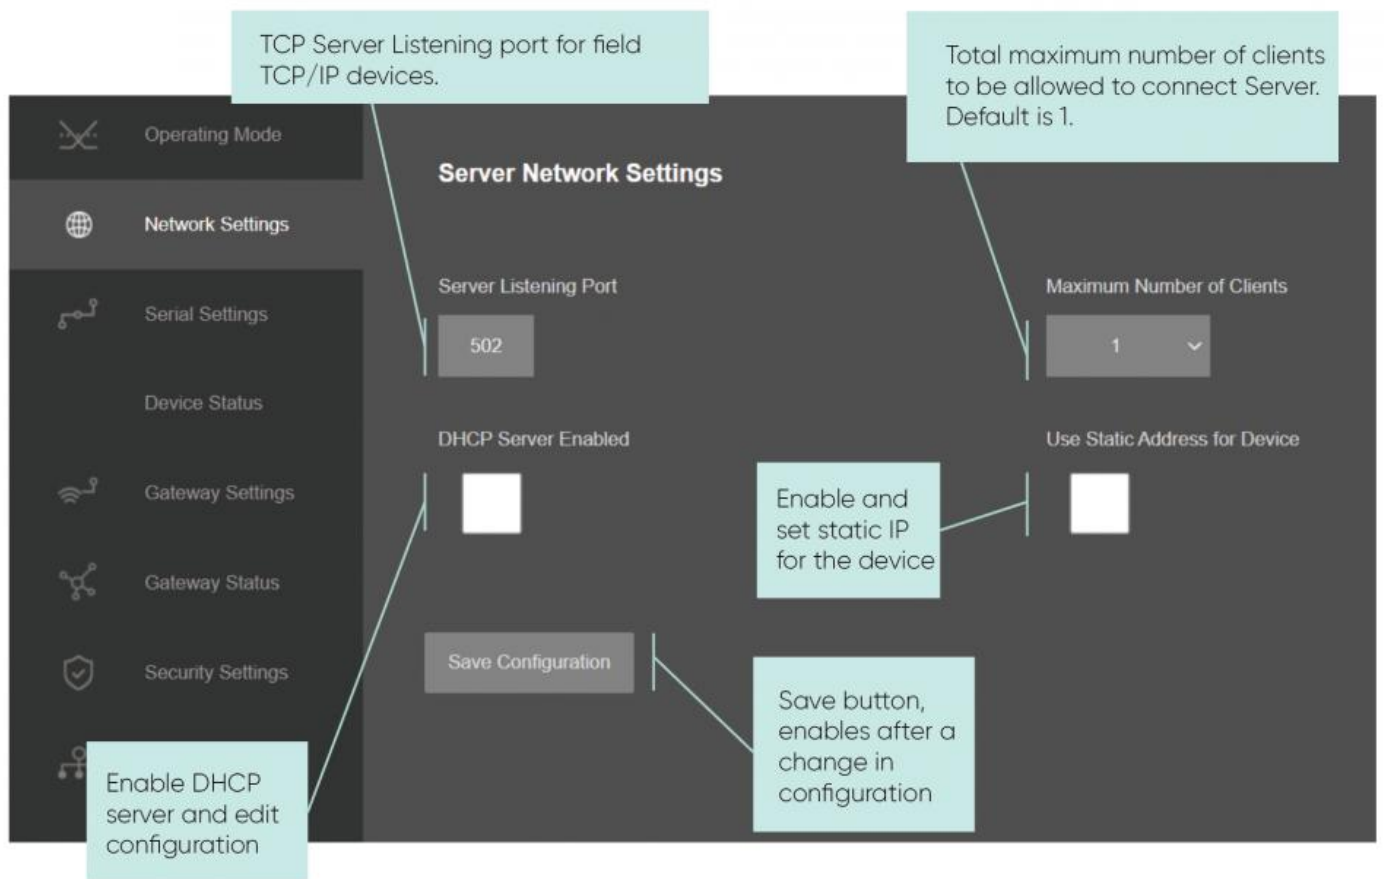 TCP Server Listening port for field
TCP/IP devices.
Total maximum number of clients
to be allowed to connect Server.
Default is 1.
Operating Mode
Network Settings
Serial Settings
Device Status
Gateway Settings
Gateway Status
Security Settings
Server Network Settings
Server Listening Port
502
Maximum Number of Clients
1
DHCP Server Enabled
Use Static Address for Device
Enable and
set static IP
for the device
Save Configuration
Save button,
enables after a
change in
configuration
Enable DHCP
server and edit
configuration